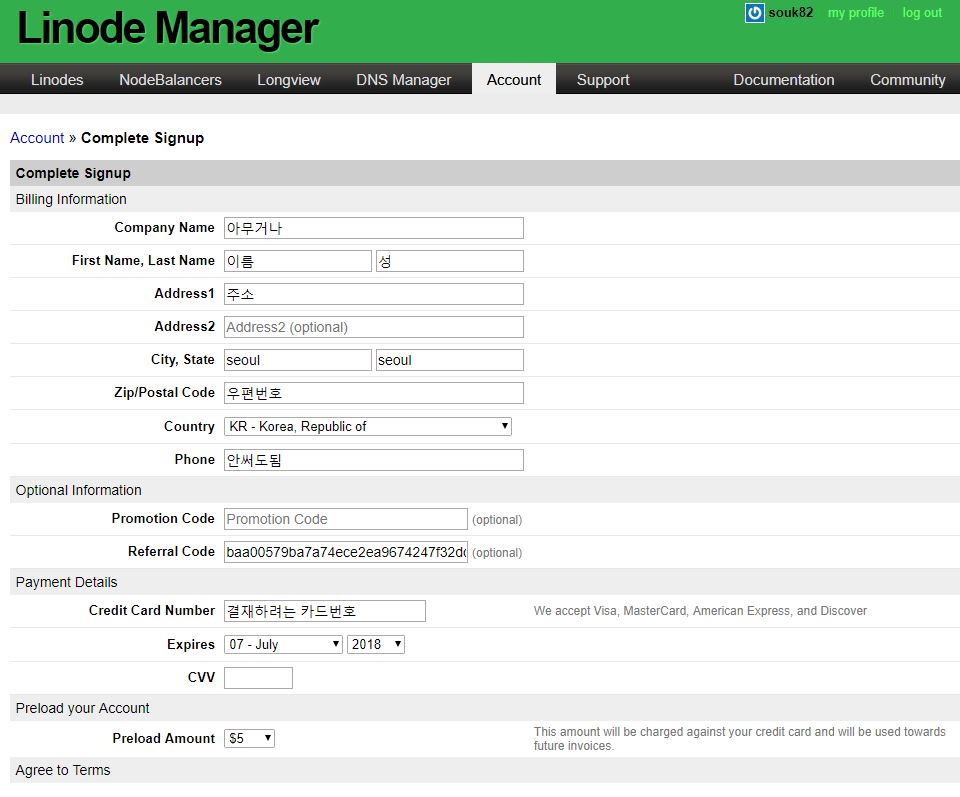 Linode Manager
souk82 my profile log out
Linodes NodeBalancers Longview DNS Manager Account Support Documentation Community
Account » Complete Signup
Complete Signup
Billing Information
Company Name 아무거나
First Name, Last Name 이름 성
Address1 주소
Address2 Address2 (optional)
City, State seoul seoul
Zip/Postal Code 우편번호
Country KR - Korea, Republic of
Phone 안써도됨
Optional Information
Promotion Code Promotion Code (optional)
Referral Code baa00579ba7a74ece2ea9674247f32dc (optional)
Payment Details
Credit Card Number 결재하려는 카드번호 We accept Visa, MasterCard, American Express, and Discover
Expires 07 - July 2018
CVV
Preload your Account
Preload Amount $5 This amount will be charged against your credit card and will be used towards
future invoices.
Agree to Terms